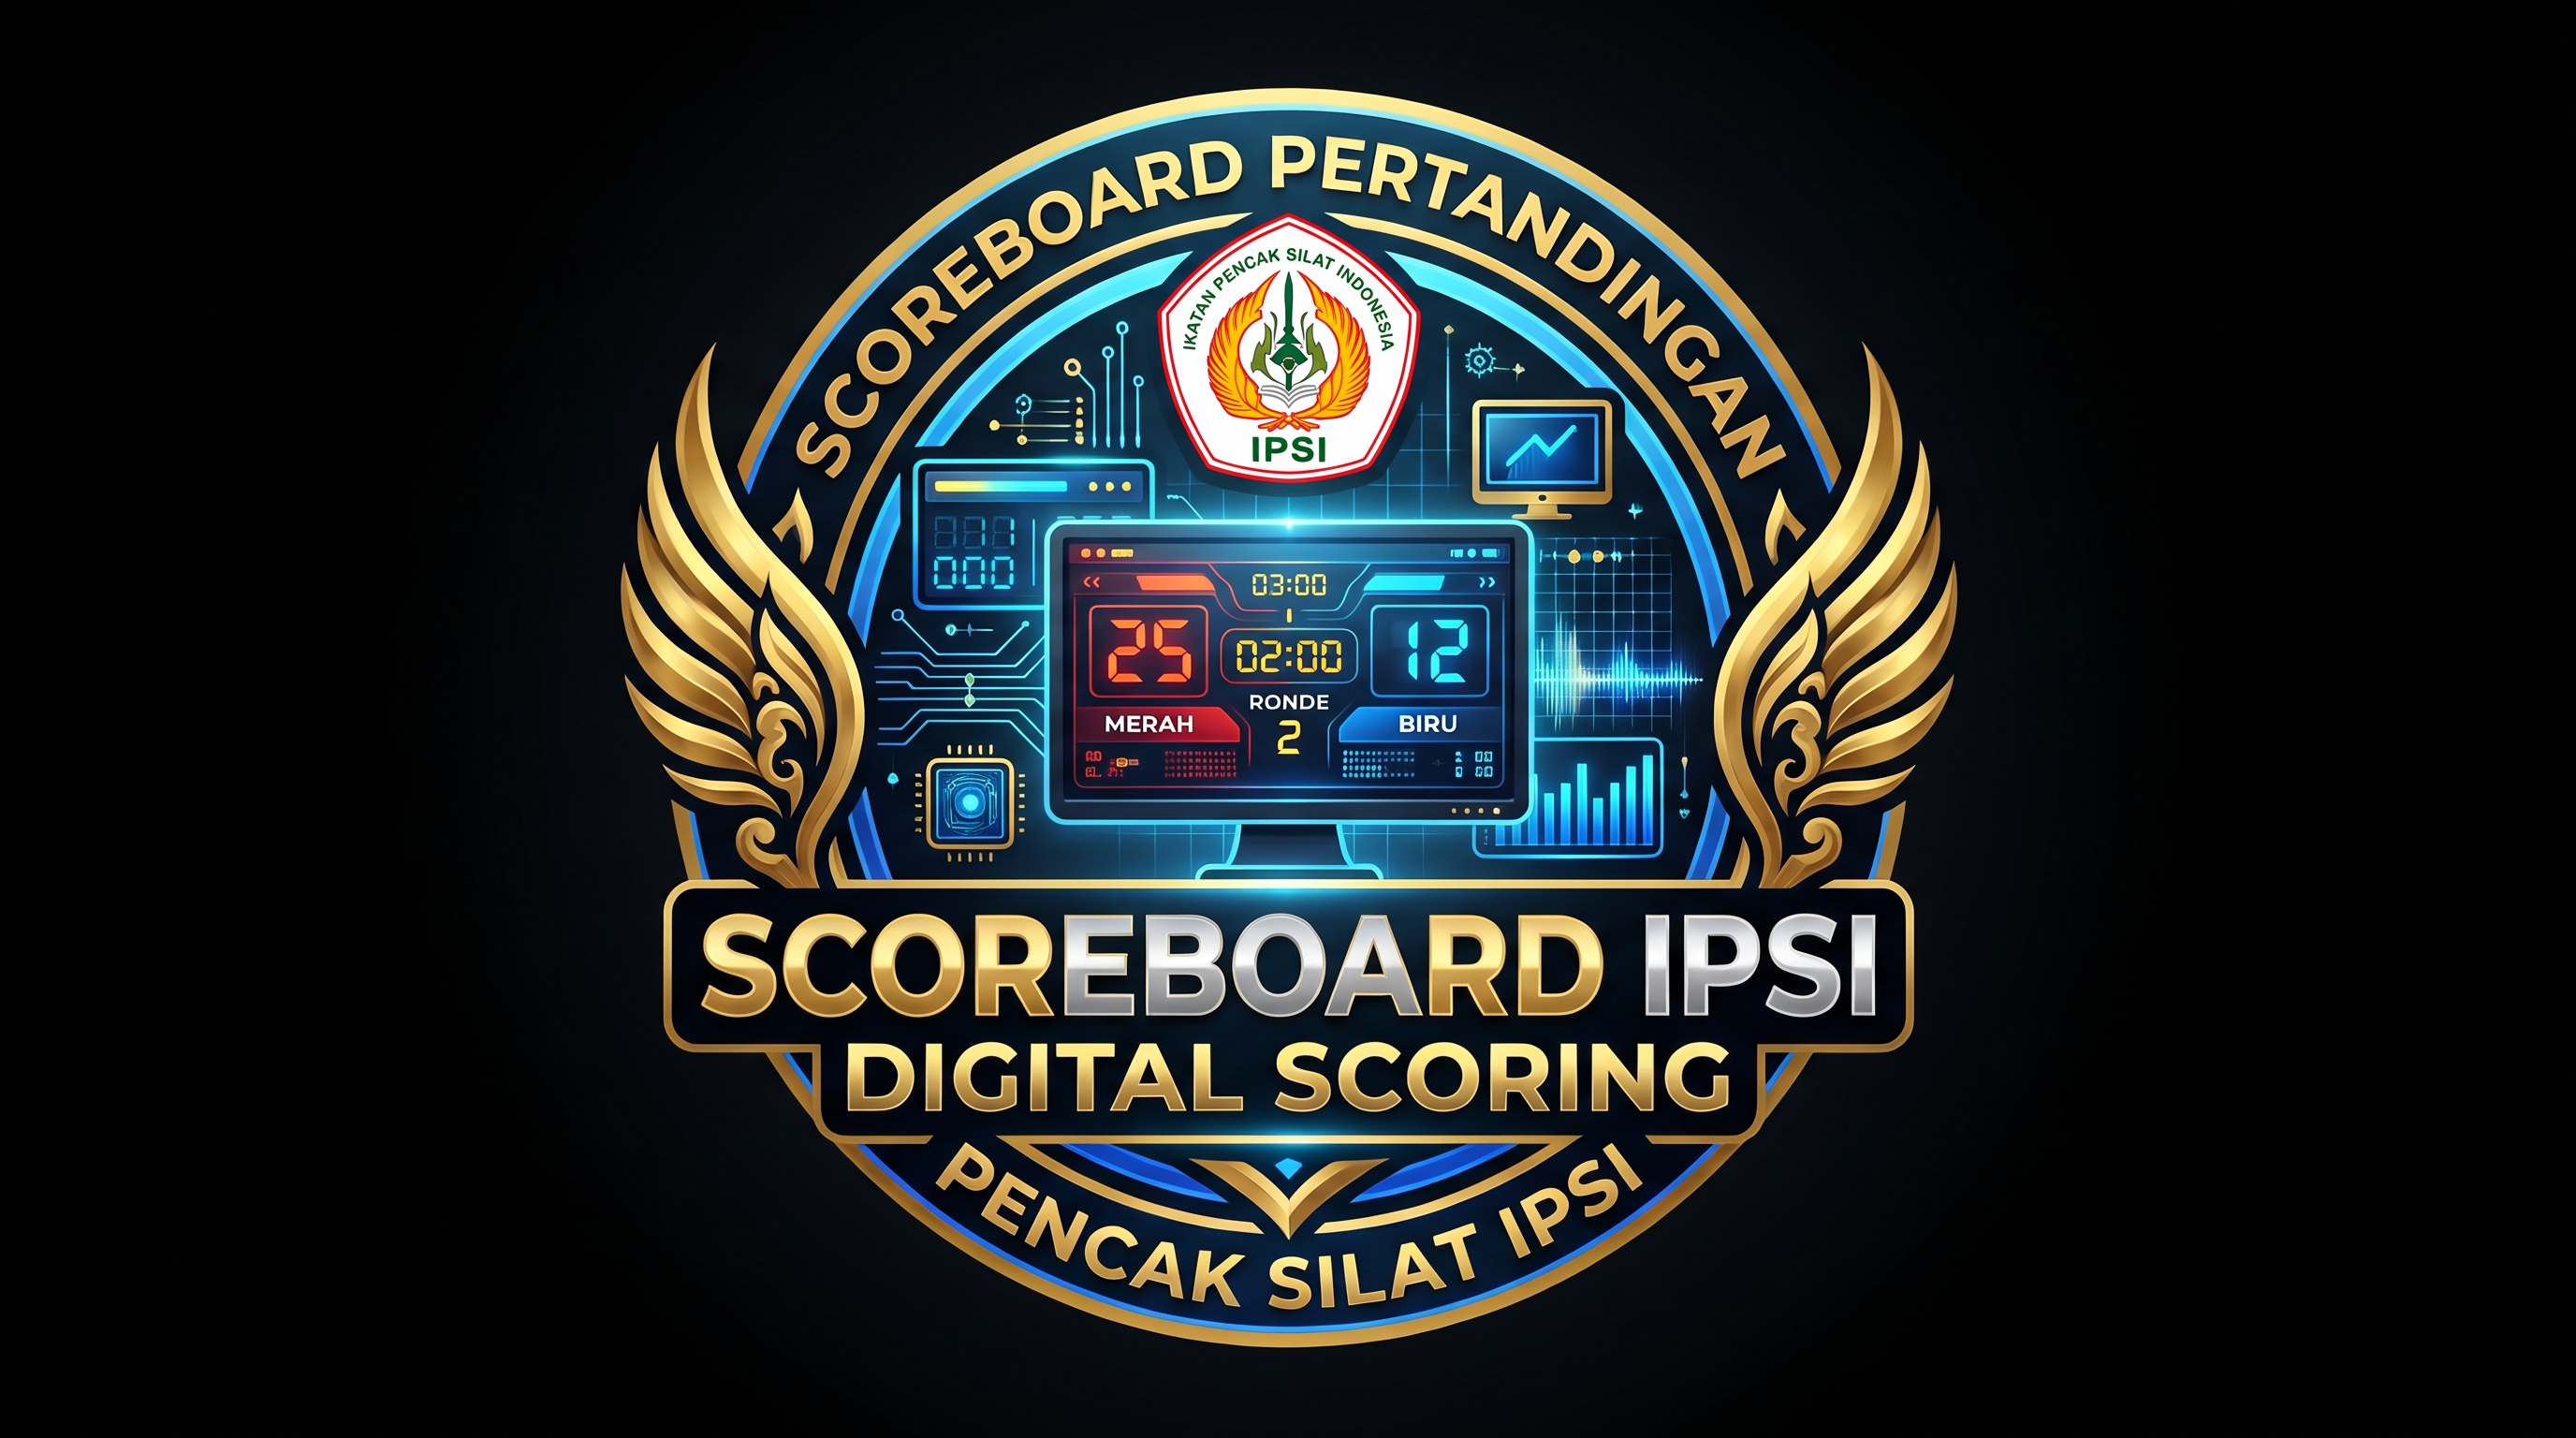 SCOREBOARD PERTANDINGAN
IKATAN PENCAK SILAT INDONESIA
IPSI
000
03:00
25
02:00
12
MERAH
RONDE
2
BIRU
SCOREBOARD IPSI
DIGITAL SCORING
PENCAK SILAT IPSI